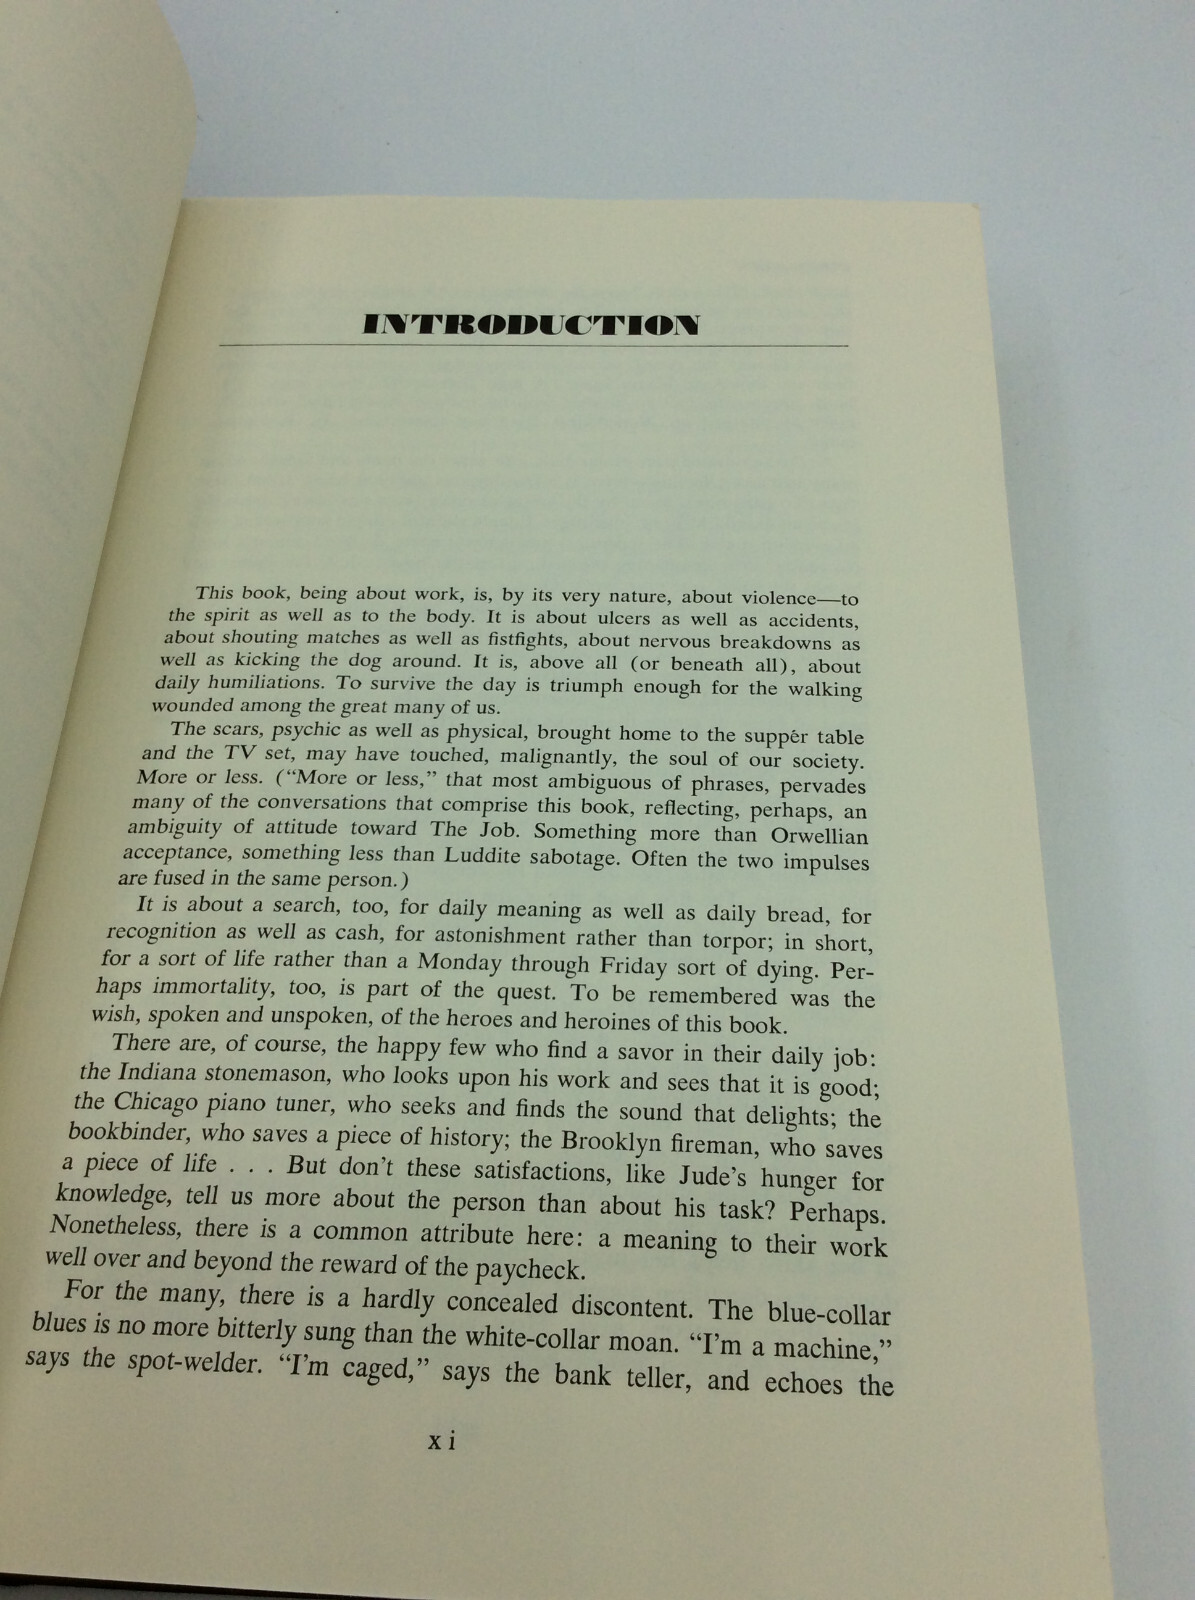 INTRODUCTION
This book, being about work, is, by its very nature, about violence—to
the spirit as well as to the body. It is about ulcers as well as accidents,
about shouting matches as well as fistfights, about nervous breakdowns as
well as kicking the dog around. It is, above all (or beneath all), about
daily humiliations. To survive the day is triumph enough for the walking
wounded among the great many of us.
The scars, psychic as well as physical, brought home to the supper table
and the TV set, may have touched, malignantly, the soul of our society.
More or less. (“More or less,” that most ambiguous of phrases, pervades
many of the conversations that comprise this book, reflecting, perhaps, an
ambiguity of attitude toward The Job. Something more than Orwellian
acceptance, something less than Luddite sabotage. Often the two impulses
are fused in the same person.)
It is about a search, too, for daily meaning as well as daily bread, for
recognition as well as cash, for astonishment rather than torpor; in short,
for a sort of life rather than a Monday through Friday sort of dying. Per-
haps immortality, too, is part of the quest. To be remembered was the
wish, spoken and unspoken, of the heroes and heroines of this book.
There are, of course, the happy few who find a savor in their daily job:
the Indiana stonemason, who looks upon his work and sees that it is good;
the Chicago piano tuner, who seeks and finds the sound that delights; the
bookbinder, who saves a piece of history; the Brooklyn fireman, who saves
a piece of life . . . But don’t these satisfactions, like Jude’s hunger for
knowledge, tell us more about the person than about his task? Perhaps.
Nonetheless, there is a common attribute here: a meaning to their work
well over and beyond the reward of the paycheck.
For the many, there is a hardly concealed discontent. The blue-collar
blues is no more bitterly sung than the white-collar moan. “I’m a machine,”
says the spot-welder. “I’m caged,” says the bank teller, and echoes the
xi